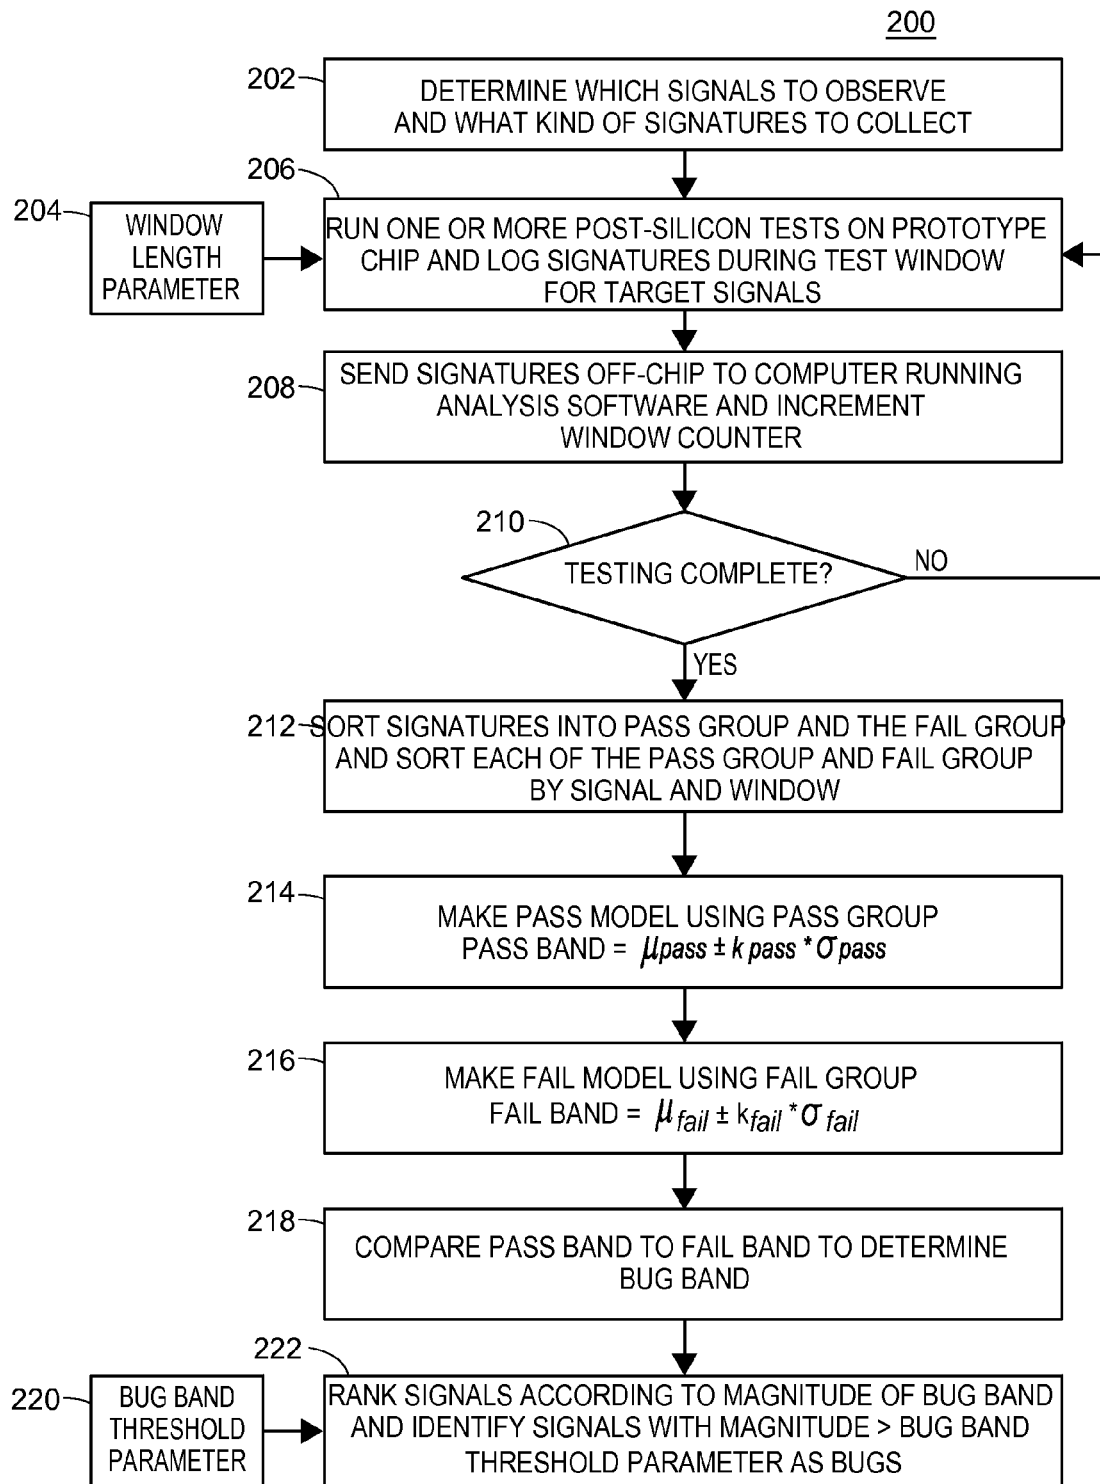 200
202
DETERMINE WHICH SIGNALS TO OBSERVE
AND WHAT KIND OF SIGNATURES TO COLLECT
204
WINDOW
LENGTH
PARAMETER
206
RUN ONE OR MORE POST-SILICON TESTS ON PROTOTYPE
CHIP AND LOG SIGNATURES DURING TEST WINDOW
FOR TARGET SIGNALS
208
SEND SIGNATURES OFF-CHIP TO COMPUTER RUNNING
ANALYSIS SOFTWARE AND INCREMENT
WINDOW COUNTER
210
TESTING COMPLETE?
NO
YES
212
SORT SIGNATURES INTO PASS GROUP AND THE FAIL GROUP
AND SORT EACH OF THE PASS GROUP AND FAIL GROUP
BY SIGNAL AND WINDOW
214
MAKE PASS MODEL USING PASS GROUP
PASS BAND = μpass ± k pass * σpass
216
MAKE FAIL MODEL USING FAIL GROUP
FAIL BAND = μfail ± kfail * σfail
218
COMPARE PASS BAND TO FAIL BAND TO DETERMINE
BUG BAND
220
BUG BAND
THRESHOLD
PARAMETER
222
RANK SIGNALS ACCORDING TO MAGNITUDE OF BUG BAND
AND IDENTIFY SIGNALS WITH MAGNITUDE > BUG BAND
THRESHOLD PARAMETER AS BUGS